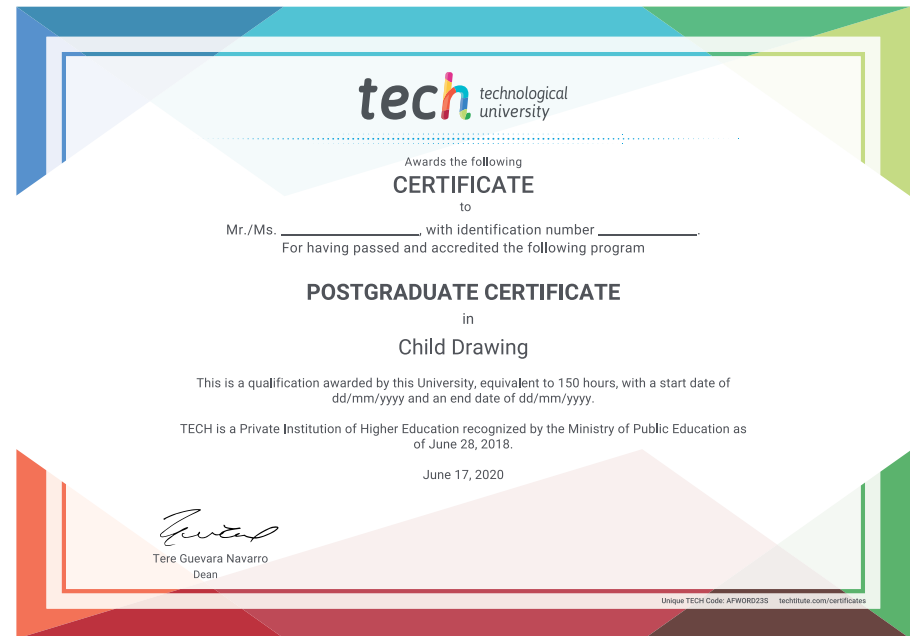 tech technological
university
Awards the following
CERTIFICATE
to
Mr./Ms. ____________________, with identification number ______________.
For having passed and accredited the following program
POSTGRADUATE CERTIFICATE
in
Child Drawing
This is a qualification awarded by this University, equivalent to 150 hours, with a start date of
dd/mm/yyyy and an end date of dd/mm/yyyy.
TECH is a Private Institution of Higher Education recognized by the Ministry of Public Education as
of June 28, 2018.
June 17, 2020
Tere Guevara Navarro
Dean
Unique TECH Code: AFWORD23S techtitute.com/certificates